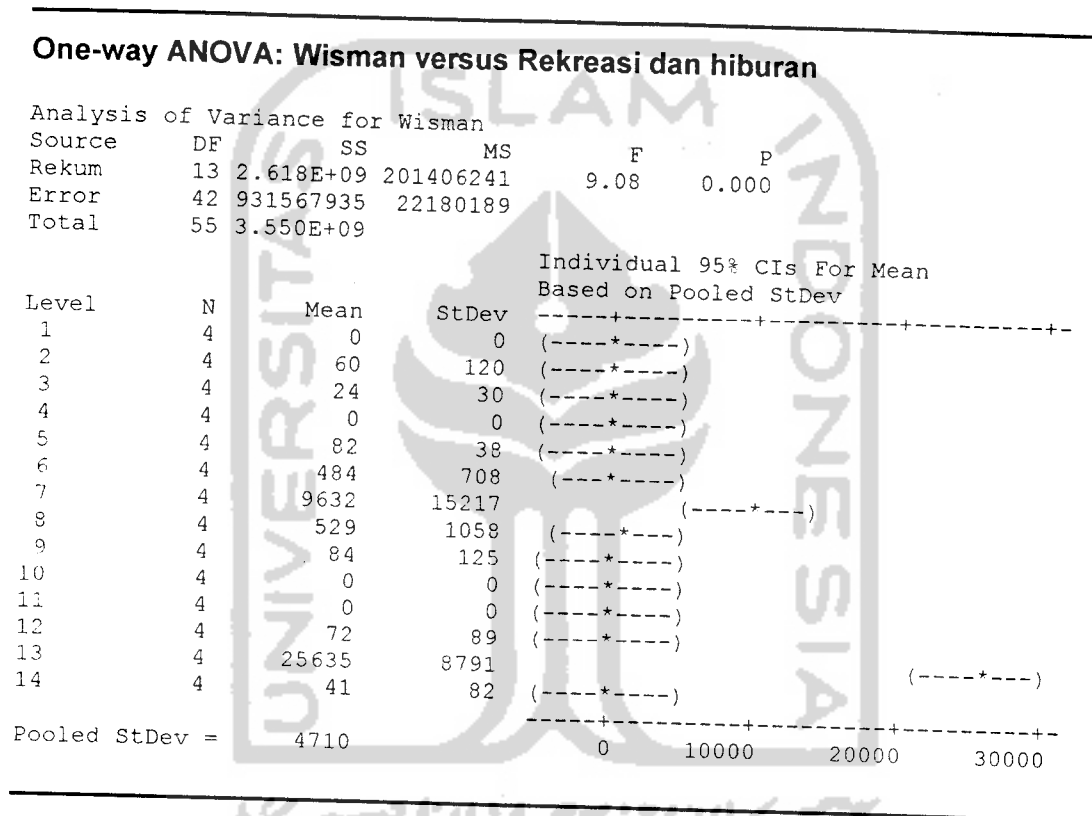 One-way ANOVA: Wisman versus Rekreasi dan hiburan
Analysis of Variance for Wisman
Source DF SS MS F P
Rekum 13 2.618E+09 201406241 9.08 0.000
Error 42 931567935 22180189
Total 55 3.550E+09
Individual 95% CIs For Mean
Based on Pooled StDev
Level N Mean StDev -----+---------+---------+---------+-
1 4 0 0 (----*----)
2 4 60 120 (----*----)
3 4 24 30 (----*----)
4 4 0 0 (----*----)
5 4 82 38 (----*----)
6 4 484 708 (---*----)
7 4 9632 15217 (----*---)
8 4 529 1058 (----*---)
9 4 84 125 (----*----)
10 4 0 0 (----*----)
11 4 0 0 (----*----)
12 4 72 89 (----*----)
13 4 25635 8791 (----*---)
14 4 41 82 (----*----)
-----+---------+---------+---------+-
Pooled StDev = 4710 0 10000 20000 30000
UNIVERSITAS
ISLAM
INDONESIA